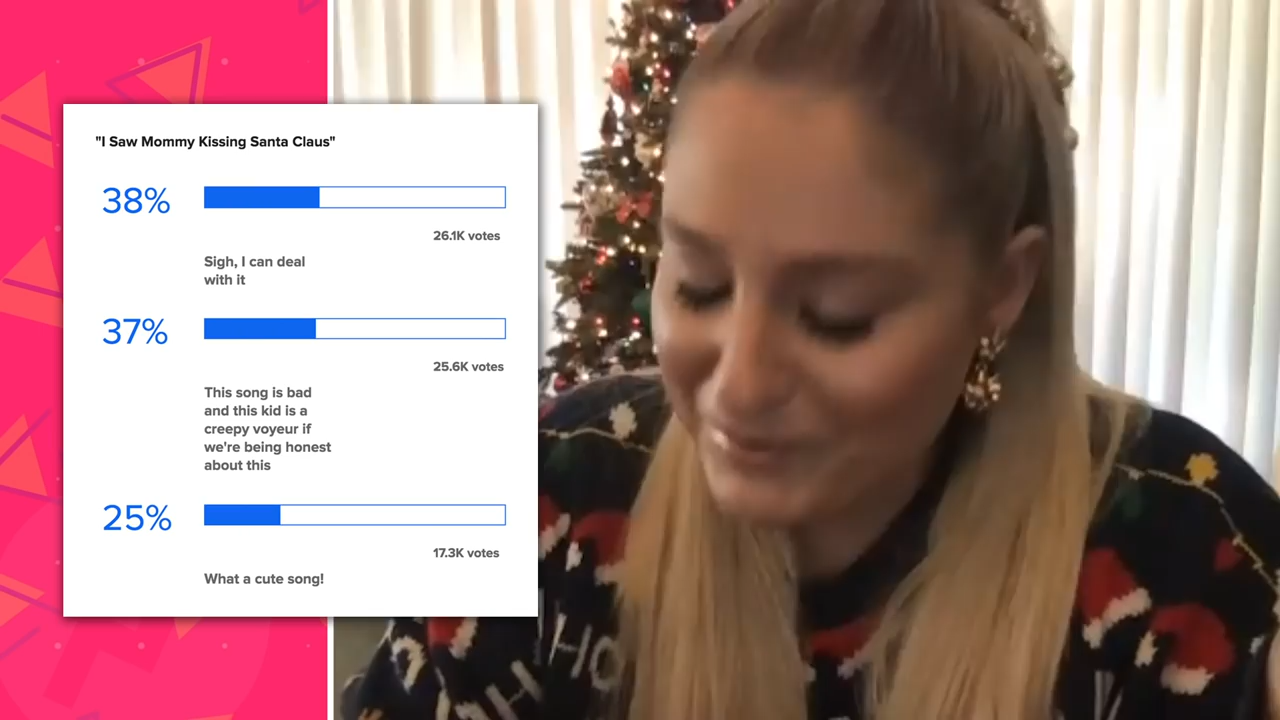 "I Saw Mommy Kissing Santa Claus"
38%
26.1K votes
Sigh, I can deal
with it
37%
25.6K votes
This song is bad
and this kid is a
creepy voyeur if
we're being honest
about this
25%
17.3K votes
What a cute song!
HO